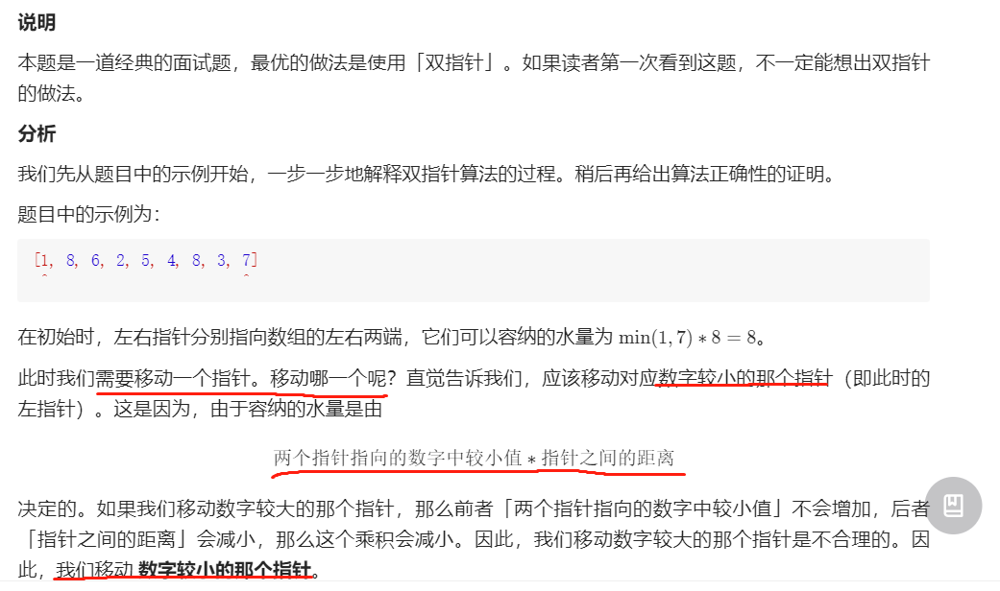 说明
本题是一道经典的面试题，最优的做法是使用「双指针」。如果读者第一次看到这题，不一定能想出双指针
的做法。
分析
我们先从题目中的示例开始，一步一步地解释双指针算法的过程。稍后再给出算法正确性的证明。
题目中的示例为：
[1, 8, 6, 2, 5, 4, 8, 3, 7]
^ ^
在初始时，左右指针分别指向数组的左右两端，它们可以容纳的水量为 min(1, 7) ∗ 8 = 8。
此时我们需要移动一个指针。移动哪一个呢？直觉告诉我们，应该移动对应数字较小的那个指针（即此时的
左指针）。这是因为，由于容纳的水量是由
两个指针指向的数字中较小值 ∗ 指针之间的距离
决定的。如果我们移动数字较大的那个指针，那么前者「两个指针指向的数字中较小值」不会增加，后者
「指针之间的距离」会减小，那么这个乘积会减小。因此，我们移动数字较大的那个指针是不合理的。因
此，我们移动 数字较小的那个指针。